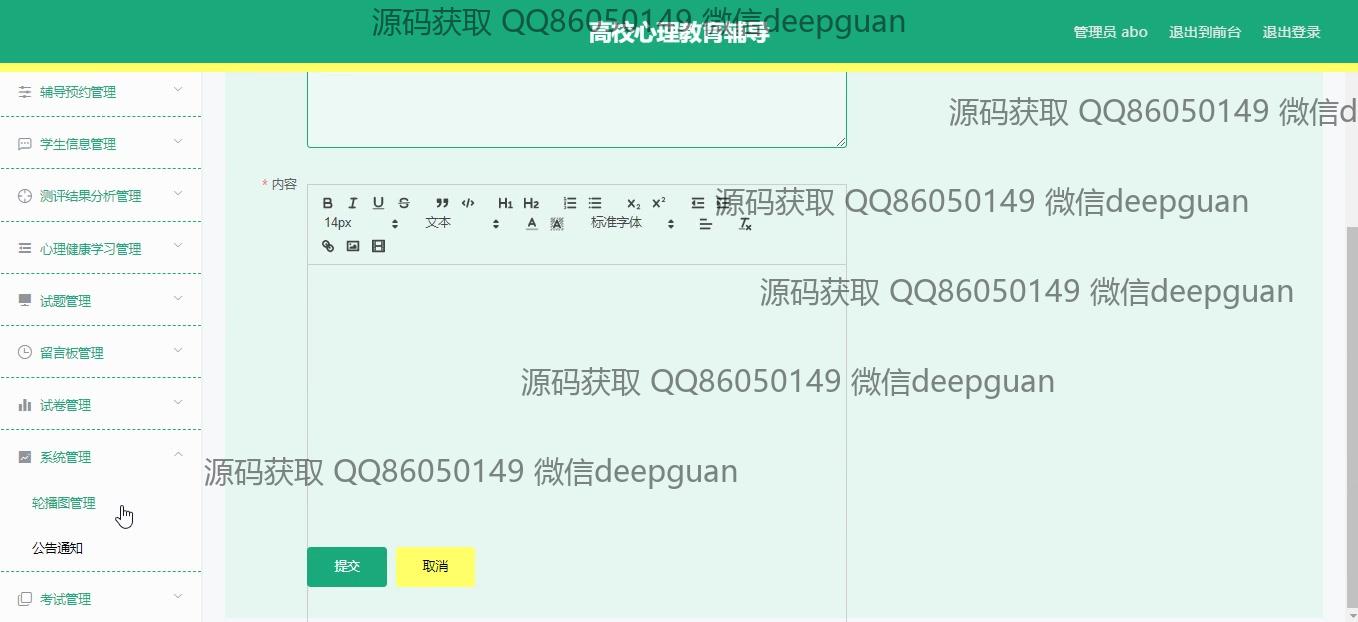 源码获取 QQ86050149 微信deepguan
高校心理教育辅导
管理员 abo
退出到前台
退出登录
辅导预约管理
学生信息管理
测评结果分析管理
心理健康学习管理
试题管理
留言板管理
试卷管理
系统管理
轮播图管理
公告通知
考试管理
源码获取 QQ86050149 微信d
* 内容
B I U S H1 H2 X₂ X²
14px 文本 A A 标准字体 Tx
源码获取 QQ86050149 微信deepguan
源码获取 QQ86050149 微信deepguan
源码获取 QQ86050149 微信deepguan
源码获取 QQ86050149 微信deepguan
提交 取消